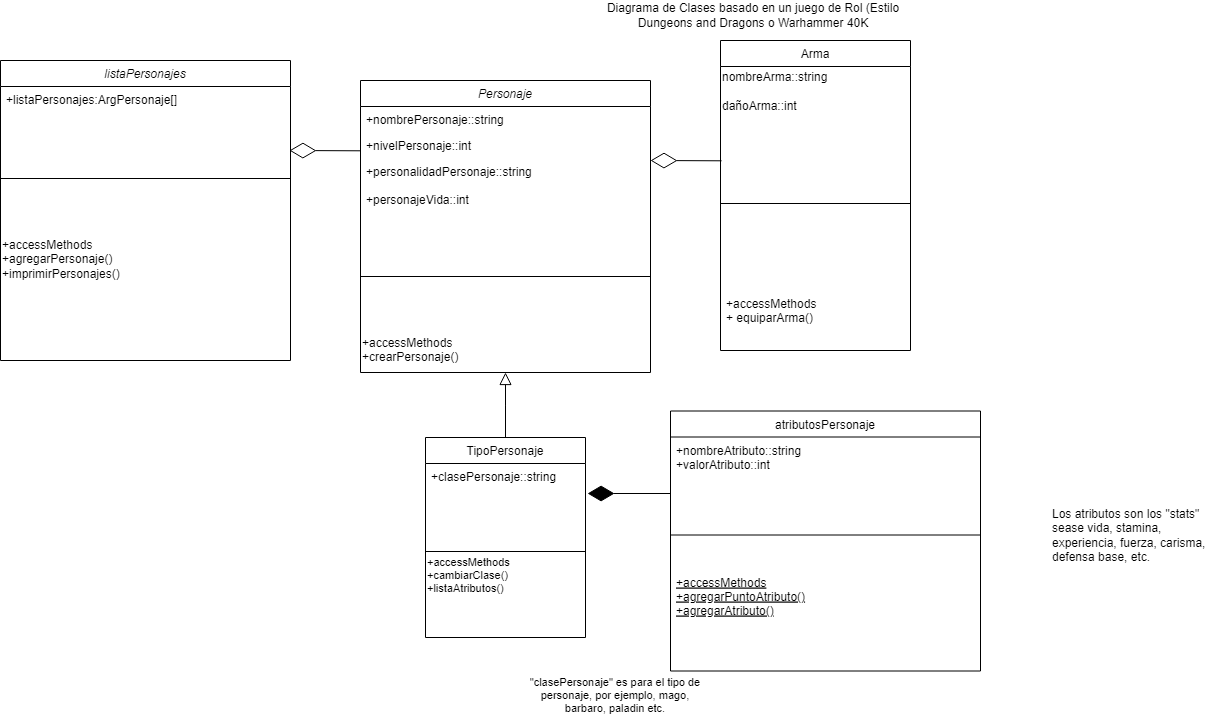 Diagrama de Clases basado en un juego de Rol (Estilo
Dungeons and Dragons o Warhammer 40K
listaPersonajes
+listaPersonajes:ArgPersonaje[]
+accessMethods
+agregarPersonaje()
+imprimirPersonajes()
Personaje
+nombrePersonaje::string
+nivelPersonaje::int
+personalidadPersonaje::string
+personajeVida::int
+accessMethods
+crearPersonaje()
Arma
nombreArma::string
dañoArma::int
+accessMethods
+ equiparArma()
TipoPersonaje
+clasePersonaje::string
+accessMethods
+cambiarClase()
+listaAtributos()
atributosPersonaje
+nombreAtributo::string
+valorAtributo::int
+accessMethods
+agregarPuntoAtributo()
+agregarAtributo()
Los atributos son los "stats"
sease vida, stamina,
experiencia, fuerza, carisma,
defensa base, etc.
"clasePersonaje" es para el tipo de
personaje, por ejemplo, mago,
barbaro, paladin etc.